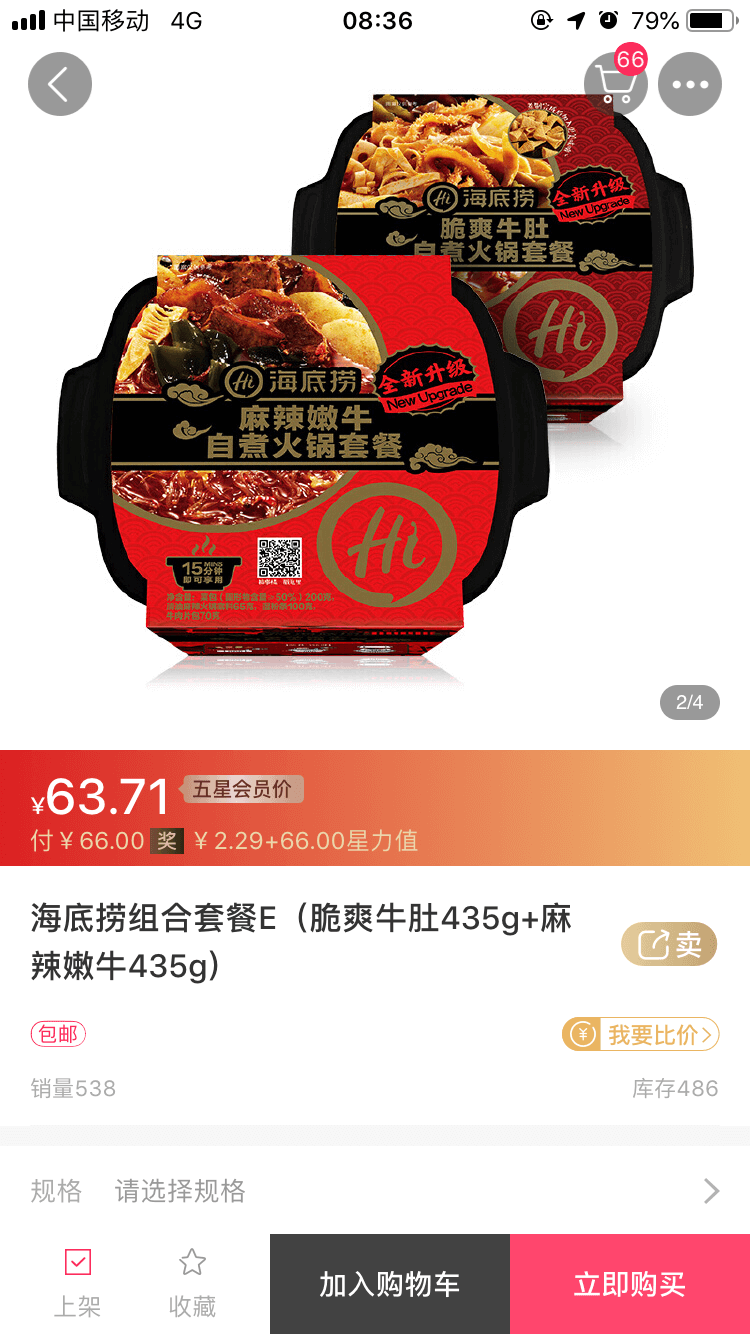 中国移动 4G 08:36 79%
66
海底捞
全新升级
New Upgrade
脆爽牛肚
自煮火锅套餐
Hi
Hi 海底捞
全新升级
New Upgrade
麻辣嫩牛
自煮火锅套餐
Hi
15分钟
MINS
即可享用
2/4
¥63.71 五星会员价
付¥66.00 奖 ¥2.29+66.00星力值
海底捞组合套餐E（脆爽牛肚435g+麻
辣嫩牛435g）
卖
包邮
¥ 我要比价
销量538
库存486
规格 请选择规格
上架
收藏
加入购物车
立即购买